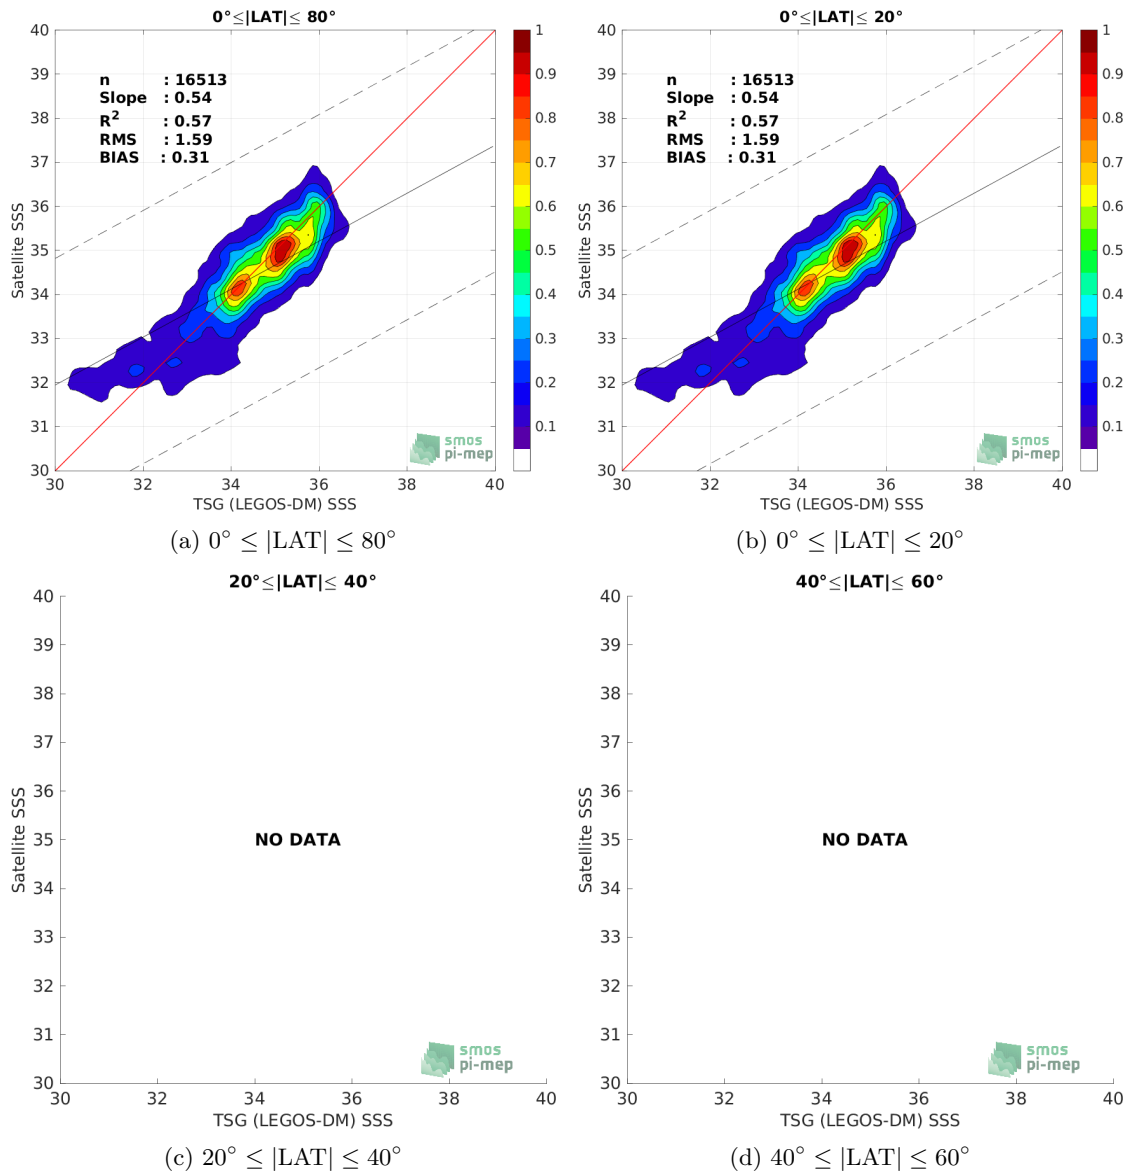 0°≤|LAT|≤ 80°
40
39
38
37
36
35
34
33
32
31
30
Satellite SSS
n : 16513
Slope : 0.54
R2 : 0.57
RMS : 1.59
BIAS : 0.31
smos
pi-mep
30 32 34 36 38 40
TSG (LEGOS-DM) SSS
1
0.9
0.8
0.7
0.6
0.5
0.4
0.3
0.2
0.1
(a) 0° ≤ |LAT| ≤ 80°
0°≤|LAT|≤ 20°
40
39
38
37
36
35
34
33
32
31
30
Satellite SSS
n : 16513
Slope : 0.54
R2 : 0.57
RMS : 1.59
BIAS : 0.31
smos
pi-mep
30 32 34 36 38 40
TSG (LEGOS-DM) SSS
1
0.9
0.8
0.7
0.6
0.5
0.4
0.3
0.2
0.1
(b) 0° ≤ |LAT| ≤ 20°
20°≤|LAT|≤ 40°
40
39
38
37
36
35
34
33
32
31
30
Satellite SSS
NO DATA
smos
pi-mep
30 32 34 36 38 40
TSG (LEGOS-DM) SSS
(c) 20° ≤ |LAT| ≤ 40°
40°≤|LAT|≤ 60°
40
39
38
37
36
35
34
33
32
31
30
Satellite SSS
NO DATA
smos
pi-mep
30 32 34 36 38 40
TSG (LEGOS-DM) SSS
(d) 40° ≤ |LAT| ≤ 60°